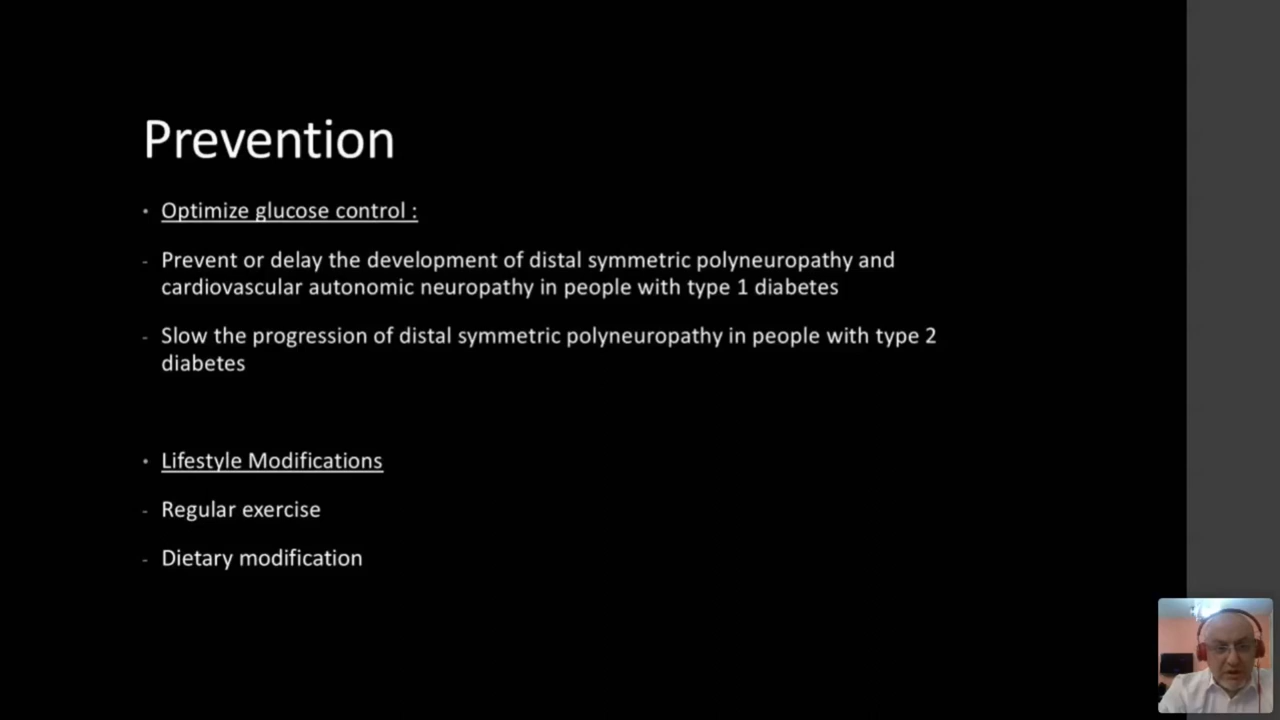 Prevention
• Optimize glucose control :
- Prevent or delay the development of distal symmetric polyneuropathy and
cardiovascular autonomic neuropathy in people with type 1 diabetes
- Slow the progression of distal symmetric polyneuropathy in people with type 2
diabetes
• Lifestyle Modifications
- Regular exercise
- Dietary modification